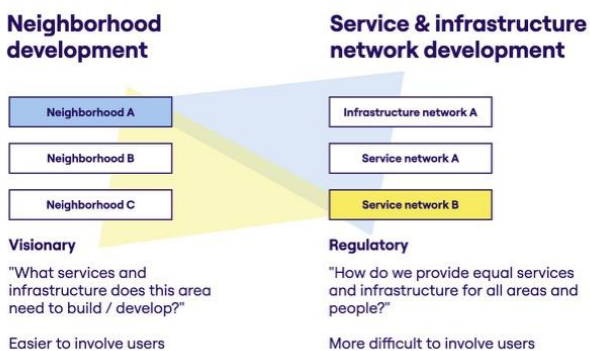 Neighborhood
development
Neighborhood A
Neighborhood B
Neighborhood C
Visionary
"What services and
infrastructure does this area
need to build / develop?"
Easier to involve users
Service & infrastructure
network development
Infrastructure network A
Service network A
Service network B
Regulatory
"How do we provide equal services
and infrastructure for all areas and
people?"
More difficult to involve users